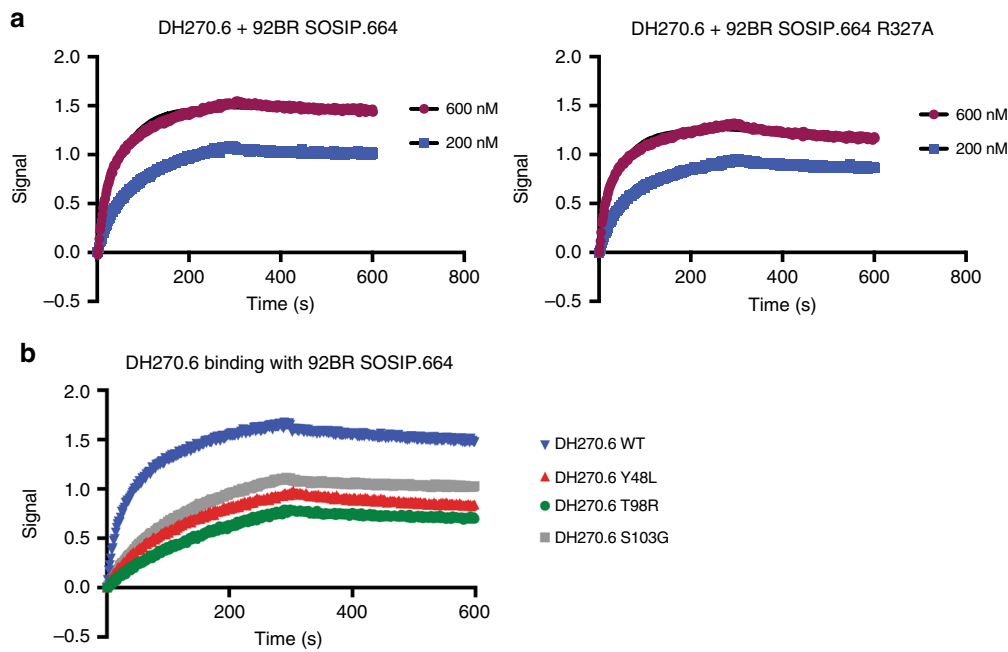 a
DH270.6 + 92BR SOSIP.664
2.0
1.5
1.0
0.5
0.0
–0.5
Signal
200
400
600
800
Time (s)
600 nM
200 nM
DH270.6 + 92BR SOSIP.664 R327A
2.0
1.5
1.0
0.5
0.0
–0.5
Signal
200
400
600
800
Time (s)
600 nM
200 nM
b
DH270.6 binding with 92BR SOSIP.664
2.0
1.5
1.0
0.5
0.0
–0.5
Signal
200
400
600
Time (s)
DH270.6 WT
DH270.6 Y48L
DH270.6 T98R
DH270.6 S103G